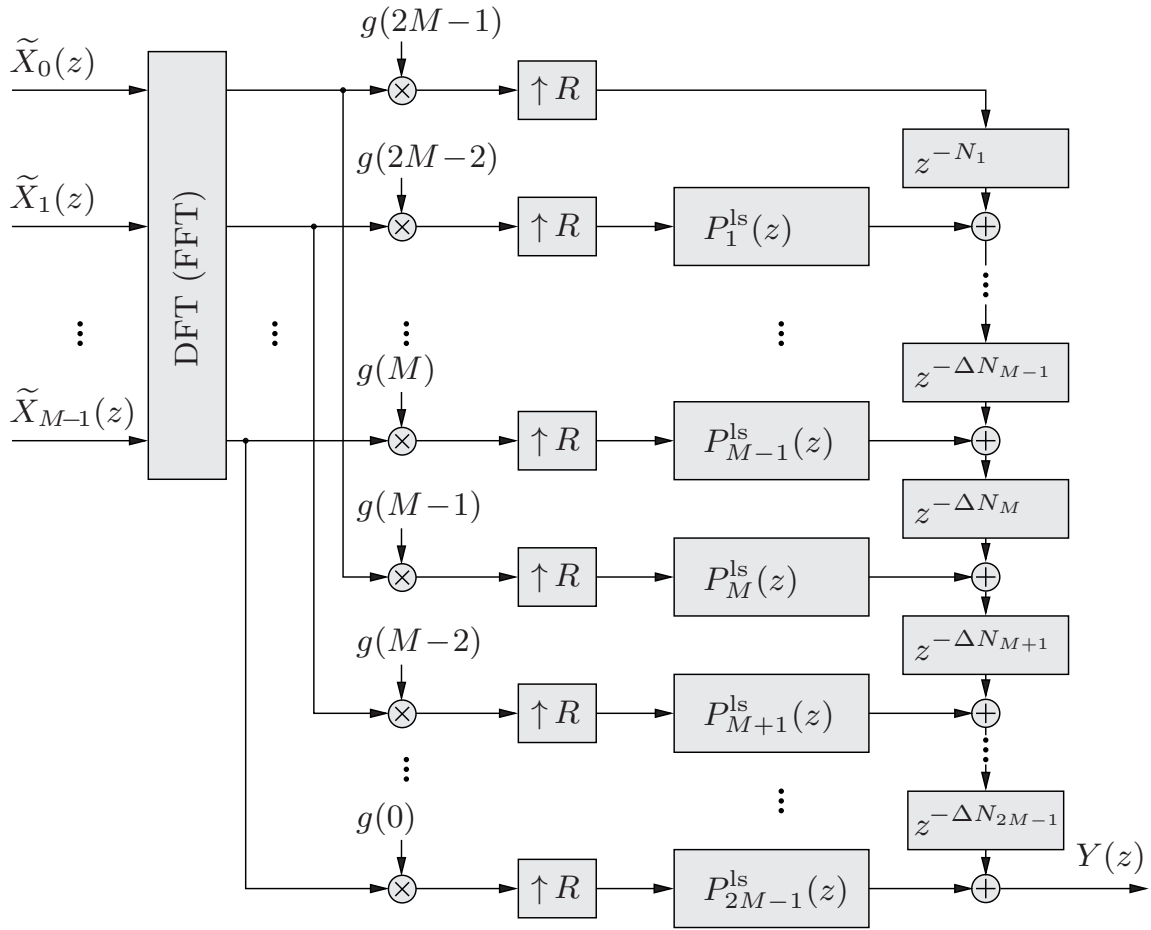 g(2M−1)
X̃₀(z)
↑ R
z^{−N₁}
g(2M−2)
X̃₁(z)
DFT (FFT)
↑ R
P₁^{ls}(z)
g(M)
z^{−ΔN_{M−1}}
X̃_{M−1}(z)
↑ R
P_{M−1}^{ls}(z)
g(M−1)
z^{−ΔN_M}
↑ R
P_M^{ls}(z)
g(M−2)
z^{−ΔN_{M+1}}
↑ R
P_{M+1}^{ls}(z)
g(0)
z^{−ΔN_{2M−1}}
Y(z)
↑ R
P_{2M−1}^{ls}(z)